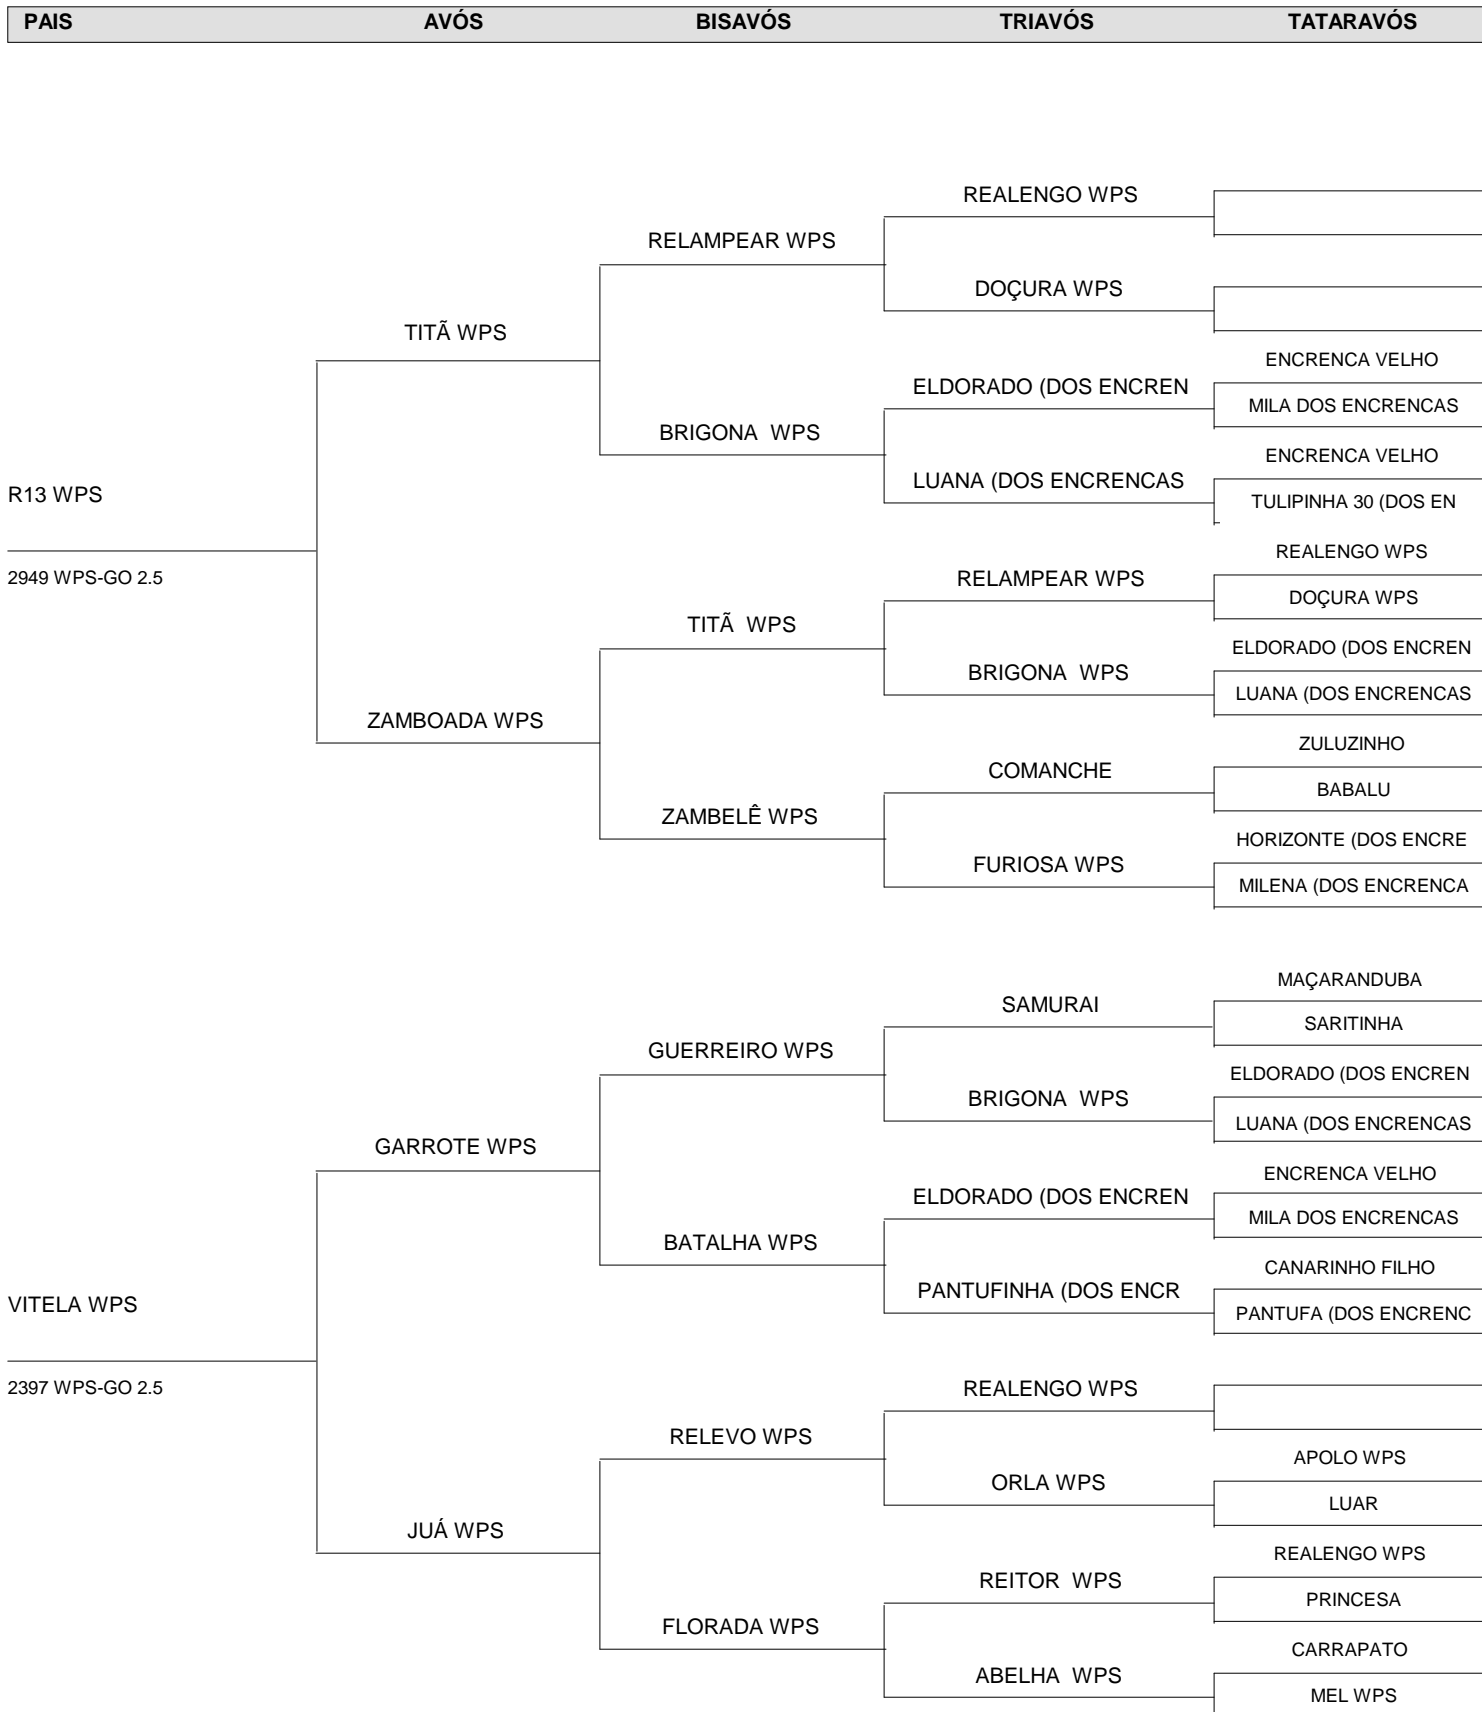 PAIS AVÓS BISAVÓS TRIAVÓS TATARAVÓS
REALENGO WPS
RELAMPEAR WPS
DOÇURA WPS
TITÃ WPS
ENCRENCA VELHO
ELDORADO (DOS ENCREN
MILA DOS ENCRENCAS
BRIGONA WPS
ENCRENCA VELHO
LUANA (DOS ENCRENCAS
TULIPINHA 30 (DOS EN
R13 WPS
2949 WPS-GO 2.5
REALENGO WPS
RELAMPEAR WPS
DOÇURA WPS
TITÃ WPS
ELDORADO (DOS ENCREN
BRIGONA WPS
LUANA (DOS ENCRENCAS
ZAMBOADA WPS
ZULUZINHO
COMANCHE
BABALU
ZAMBELÊ WPS
HORIZONTE (DOS ENCRE
FURIOSA WPS
MILENA (DOS ENCRENCA
MAÇARANDUBA
SAMURAI
SARITINHA
GUERREIRO WPS
ELDORADO (DOS ENCREN
BRIGONA WPS
LUANA (DOS ENCRENCAS
GARROTE WPS
ENCRENCA VELHO
ELDORADO (DOS ENCREN
MILA DOS ENCRENCAS
BATALHA WPS
CANARINHO FILHO
PANTUFINHA (DOS ENCR
PANTUFA (DOS ENCRENC
VITELA WPS
2397 WPS-GO 2.5
REALENGO WPS
RELEVO WPS
APOLO WPS
ORLA WPS
LUAR
JUÁ WPS
REALENGO WPS
REITOR WPS
PRINCESA
FLORADA WPS
CARRAPATO
ABELHA WPS
MEL WPS